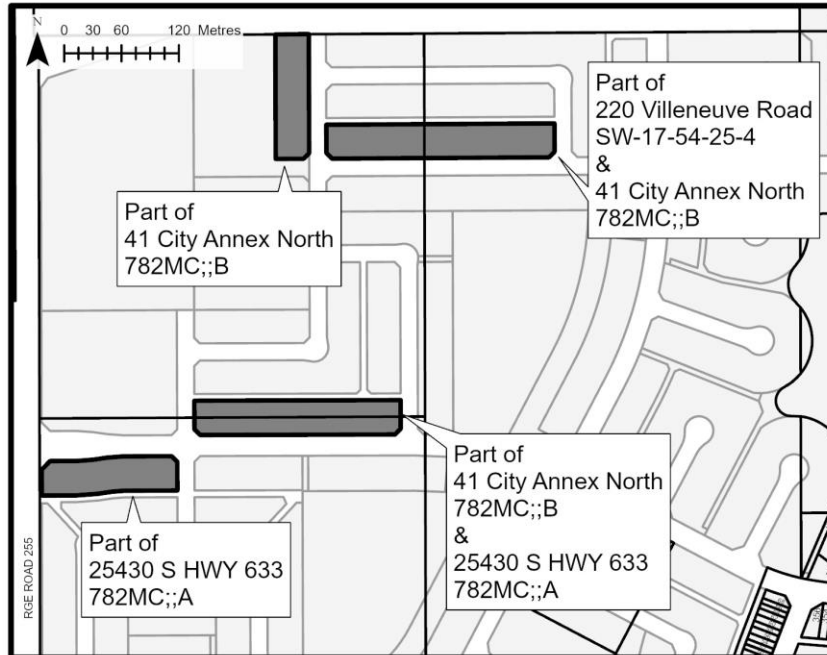 N
0 30 60 120 Metres
Part of
220 Villeneuve Road
SW-17-54-25-4
&
41 City Annex North
782MC;;B
Part of
41 City Annex North
782MC;;B
Part of
41 City Annex North
782MC;;B
&
25430 S HWY 633
782MC;;A
Part of
25430 S HWY 633
782MC;;A
RGE ROAD 255